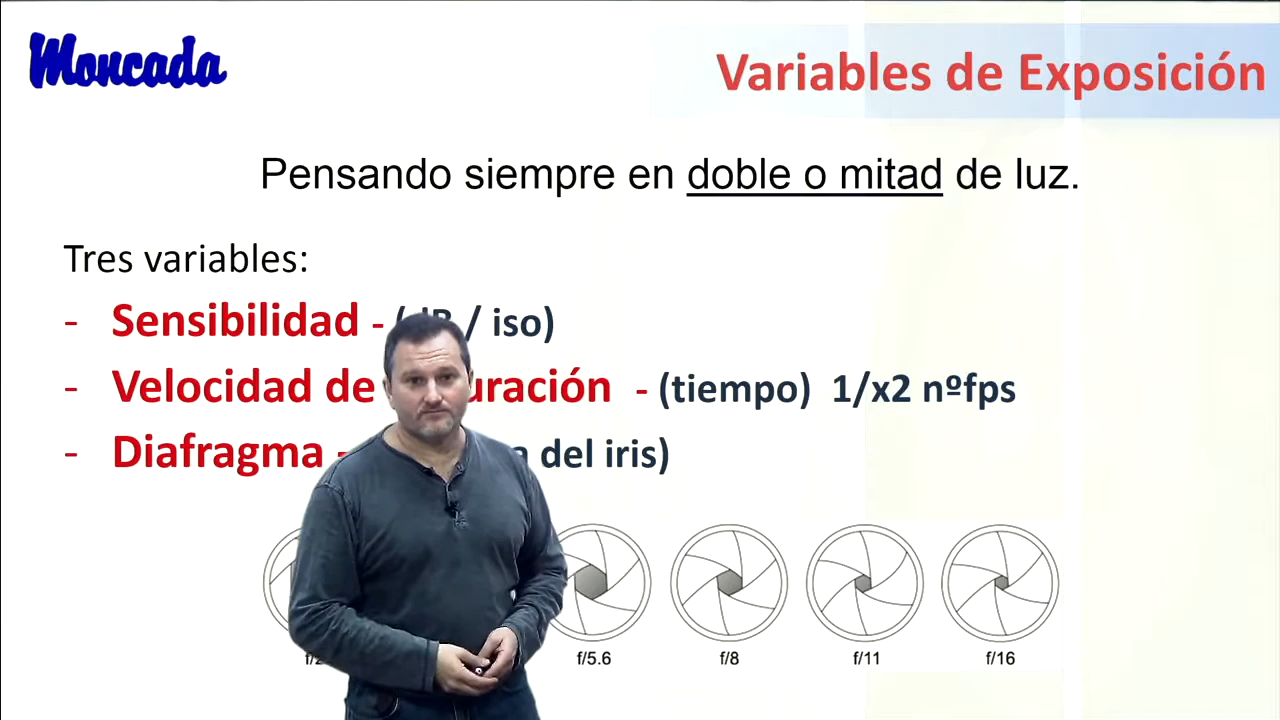 Moncada
Variables de Exposición
Pensando siempre en doble o mitad de luz.
Tres variables:
- Sensibilidad - / iso)
- Velocidad de - (tiempo) 1/x2 nºfps
- Diafragma - del iris)
f/5.6 f/8 f/11 f/16